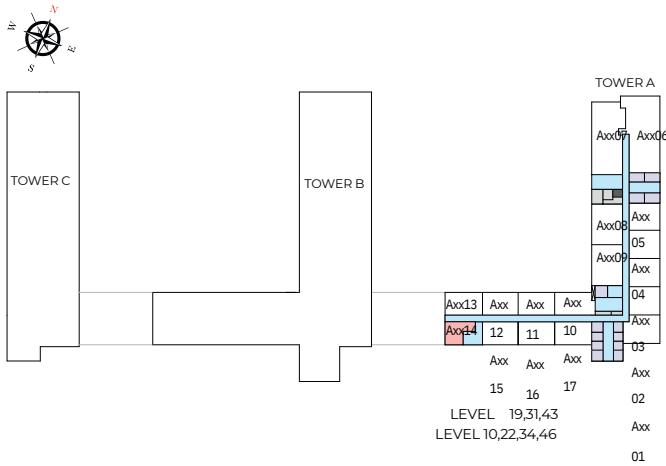 N
W
E
S
TOWER A
TOWER B
TOWER C
Axx07 Axx06
Axx
05
Axx08
Axx09
Axx
04
Axx13 Axx Axx Axx
Axx14 12 11 10
Axx
03
Axx Axx Axx
15 16 17
Axx
02
LEVEL 19,31,43
LEVEL 10,22,34,46
Axx
01